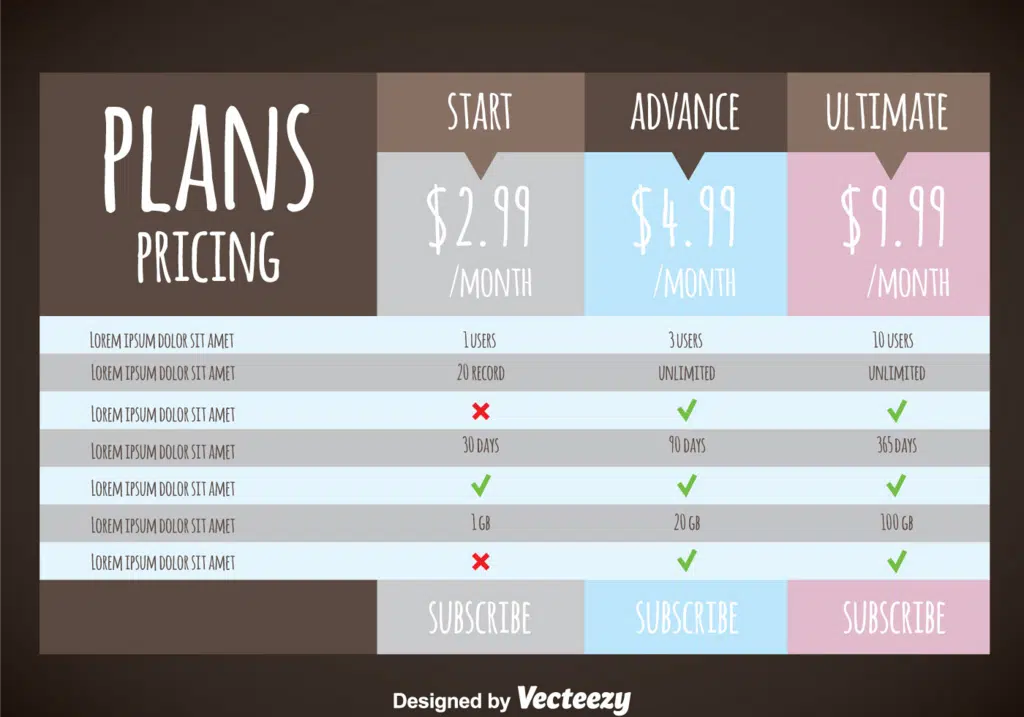 PLANS
PRICING
START ADVANCE ULTIMATE
$2.99 $4.99 $9.99
/MONTH /MONTH /MONTH
LOREM IPSUM DOLOR SIT AMET 1 USERS 3 USERS 10 USERS
LOREM IPSUM DOLOR SIT AMET 20 RECORD UNLIMITED UNLIMITED
LOREM IPSUM DOLOR SIT AMET
LOREM IPSUM DOLOR SIT AMET 30 DAYS 90 DAYS 365 DAYS
LOREM IPSUM DOLOR SIT AMET
LOREM IPSUM DOLOR SIT AMET 1 GB 20 GB 100 GB
LOREM IPSUM DOLOR SIT AMET
SUBSCRIBE SUBSCRIBE SUBSCRIBE
Designed by Vecteezy